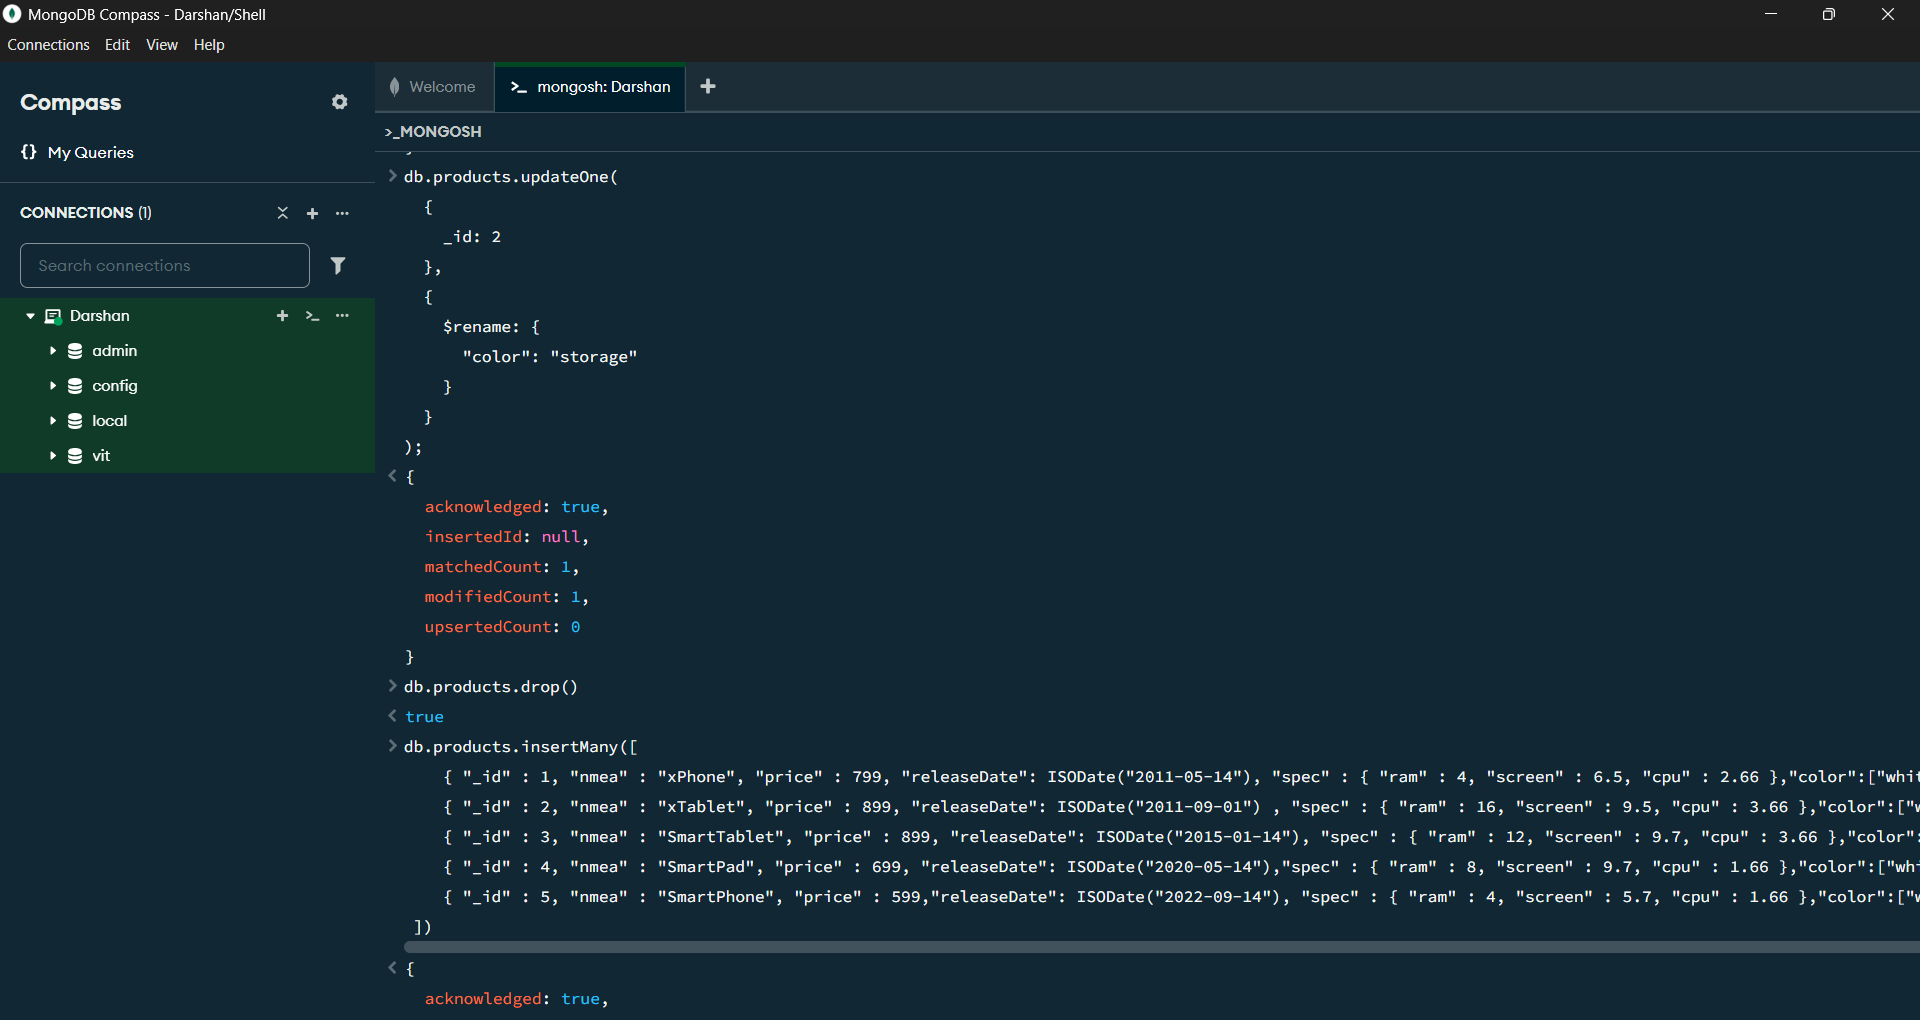 MongoDB Compass - Darshan/Shell
Connections Edit View Help
Compass
{} My Queries
CONNECTIONS (1)
Search connections
Darshan
admin
config
local
vit
Welcome
>_ mongosh: Darshan
>_MONGOSH
> db.products.updateOne(
{
_id: 2
},
{
$rename: {
"color": "storage"
}
}
);
< {
acknowledged: true,
insertedId: null,
matchedCount: 1,
modifiedCount: 1,
upsertedCount: 0
}
> db.products.drop()
< true
> db.products.insertMany([
{ "_id" : 1, "nmea" : "xPhone", "price" : 799, "releaseDate": ISODate("2011-05-14"), "spec" : { "ram" : 4, "screen" : 6.5, "cpu" : 2.66 },"color":["whit
{ "_id" : 2, "nmea" : "xTablet", "price" : 899, "releaseDate": ISODate("2011-09-01") , "spec" : { "ram" : 16, "screen" : 9.5, "cpu" : 3.66 },"color":["w
{ "_id" : 3, "nmea" : "SmartTablet", "price" : 899, "releaseDate": ISODate("2015-01-14"), "spec" : { "ram" : 12, "screen" : 9.7, "cpu" : 3.66 },"color":
{ "_id" : 4, "nmea" : "SmartPad", "price" : 699, "releaseDate": ISODate("2020-05-14"),"spec" : { "ram" : 8, "screen" : 9.7, "cpu" : 1.66 },"color":["whi
{ "_id" : 5, "nmea" : "SmartPhone", "price" : 599,"releaseDate": ISODate("2022-09-14"), "spec" : { "ram" : 4, "screen" : 5.7, "cpu" : 1.66 },"color":["w
])
< {
acknowledged: true,